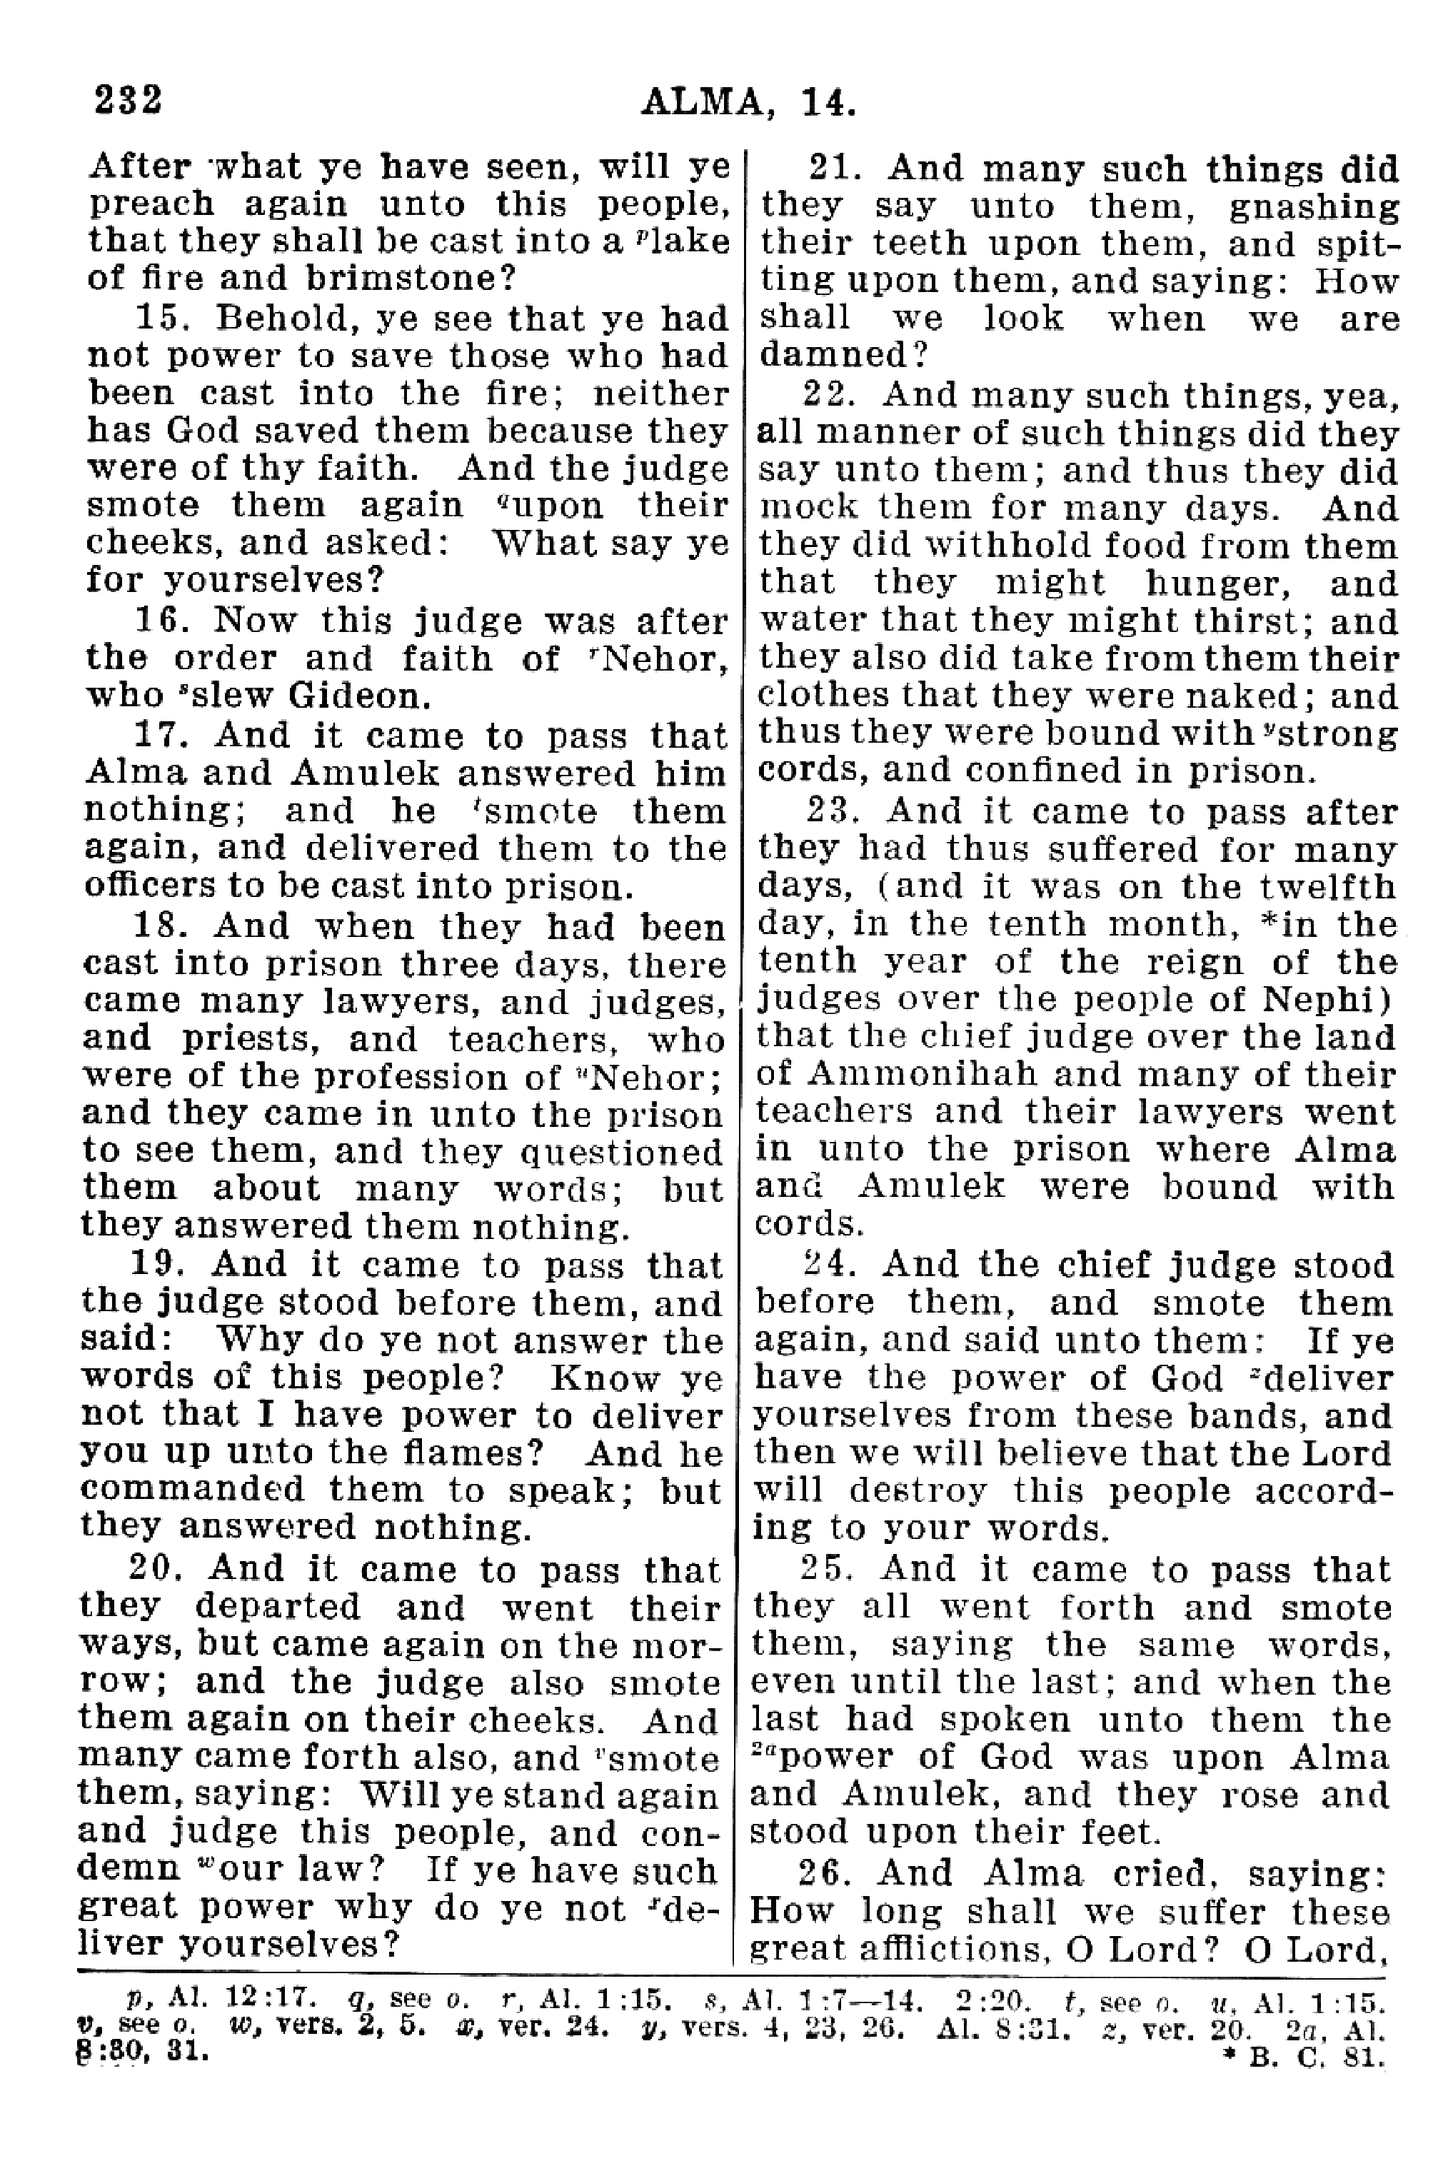 232
ALMA, 14.
After what ye have seen, will ye
preach again unto this people,
that they shall be cast into a ᵖlake
of fire and brimstone?
15. Behold, ye see that ye had
not power to save those who had
been cast into the fire; neither
has God saved them because they
were of thy faith. And the judge
smote them again qupon their
cheeks, and asked: What say ye
for yourselves?
16. Now this judge was after
the order and faith of ʳNehor,
who ˢslew Gideon.
17. And it came to pass that
Alma and Amulek answered him
nothing; and he ᵗsmote them
again, and delivered them to the
officers to be cast into prison.
18. And when they had been
cast into prison three days, there
came many lawyers, and judges,
and priests, and teachers, who
were of the profession of ᵘNehor;
and they came in unto the prison
to see them, and they questioned
them about many words; but
they answered them nothing.
19. And it came to pass that
the judge stood before them, and
said: Why do ye not answer the
words of this people? Know ye
not that I have power to deliver
you up unto the flames? And he
commanded them to speak; but
they answered nothing.
20. And it came to pass that
they departed and went their
ways, but came again on the mor-
row; and the judge also smote
them again on their cheeks. And
many came forth also, and ᵛsmote
them, saying: Will ye stand again
and judge this people, and con-
demn ʷour law? If ye have such
great power why do ye not ˣde-
liver yourselves?
21. And many such things did
they say unto them, gnashing
their teeth upon them, and spit-
ting upon them, and saying: How
shall we look when we are
damned?
22. And many such things, yea,
all manner of such things did they
say unto them; and thus they did
mock them for many days. And
they did withhold food from them
that they might hunger, and
water that they might thirst; and
they also did take from them their
clothes that they were naked; and
thus they were bound with ʸstrong
cords, and confined in prison.
23. And it came to pass after
they had thus suffered for many
days, (and it was on the twelfth
day, in the tenth month, *in the
tenth year of the reign of the
judges over the people of Nephi)
that the chief judge over the land
of Ammonihah and many of their
teachers and their lawyers went
in unto the prison where Alma
and Amulek were bound with
cords.
24. And the chief judge stood
before them, and smote them
again, and said unto them: If ye
have the power of God ᶻdeliver
yourselves from these bands, and
then we will believe that the Lord
will destroy this people accord-
ing to your words.
25. And it came to pass that
they all went forth and smote
them, saying the same words,
even until the last; and when the
last had spoken unto them the
²ᵃpower of God was upon Alma
and Amulek, and they rose and
stood upon their feet.
26. And Alma cried, saying:
How long shall we suffer these
great afflictions, O Lord? O Lord,
p, Al. 12:17. q, see o. r, Al. 1:15. s, Al. 1:7—14. 2:20. t, see o. u, Al. 1:15.
v, see o. w, vers. 2, 5. x, ver. 24. y, vers. 4, 23, 26. Al. 8:31. z, ver. 20. 2a, Al.
8:30, 31.
* B. C. 81.